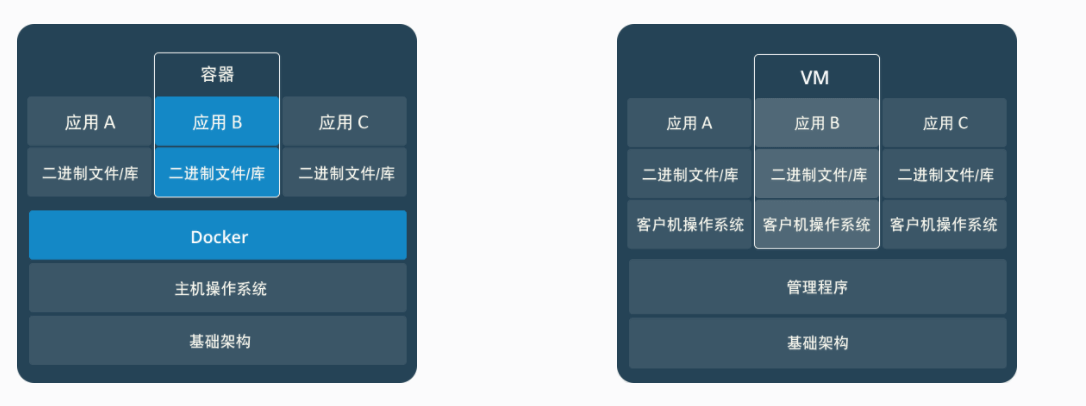 容器
应用 A 应用 B 应用 C
二进制文件/库 二进制文件/库 二进制文件/库
Docker
主机操作系统
基础架构
VM
应用 A 应用 B 应用 C
二进制文件/库 二进制文件/库 二进制文件/库
客户机操作系统 客户机操作系统 客户机操作系统
管理程序
基础架构